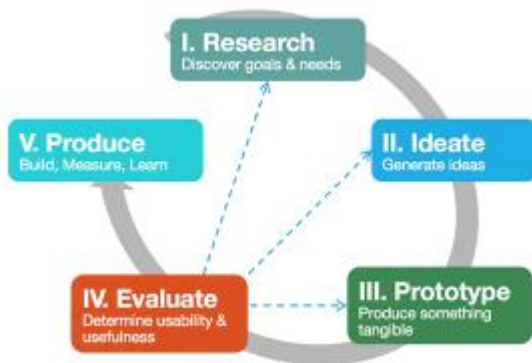 I. Research
Discover goals & needs
II. Ideate
Generate ideas
III. Prototype
Produce something
tangible
IV. Evaluate
Determine usability &
usefulness
V. Produce
Build, Measure, Learn